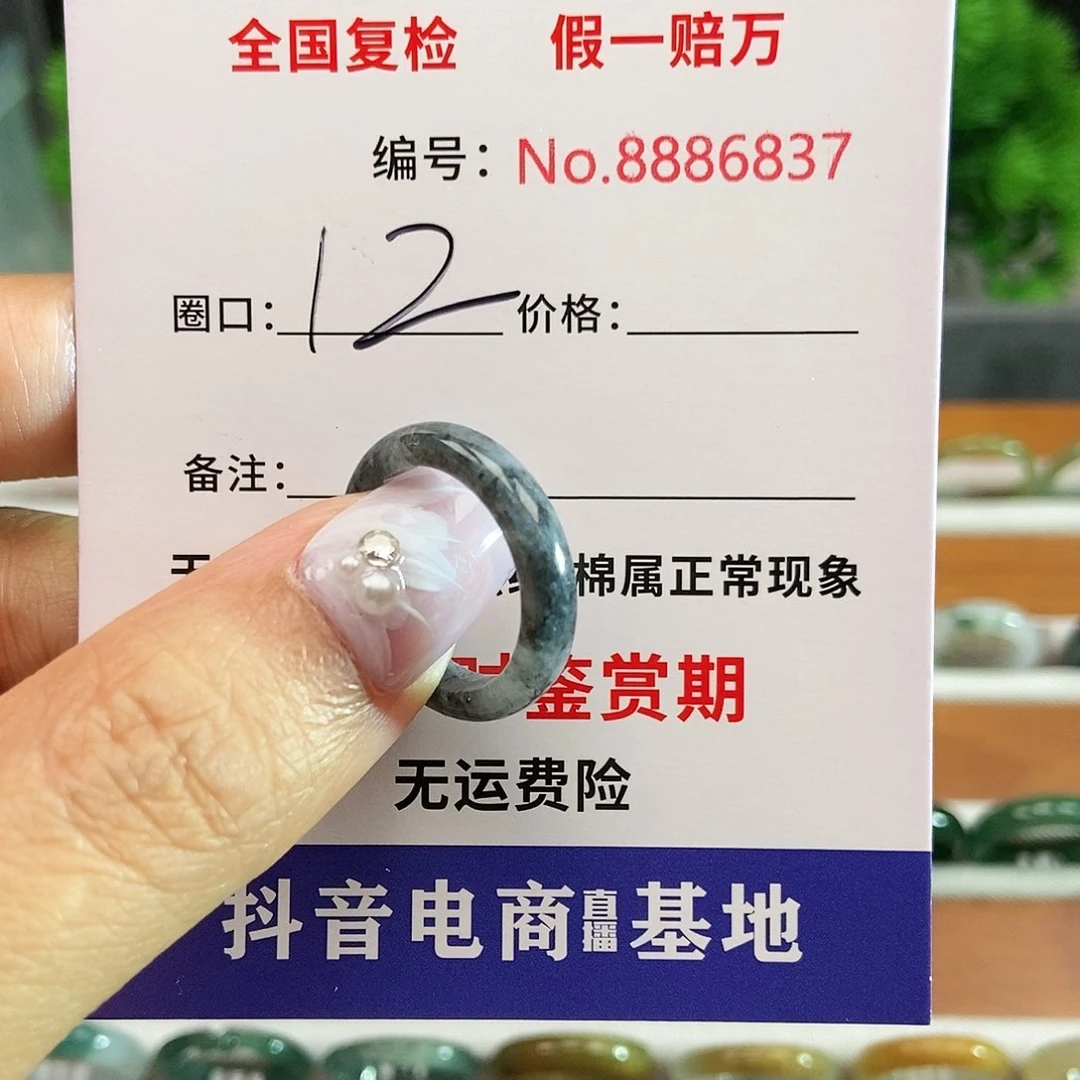 全国复检 假一赔万
编号：No.8886837
圈口：12 价格：
备注：
棉属正常现象
鉴赏期
无运费险
抖音电商直播基地